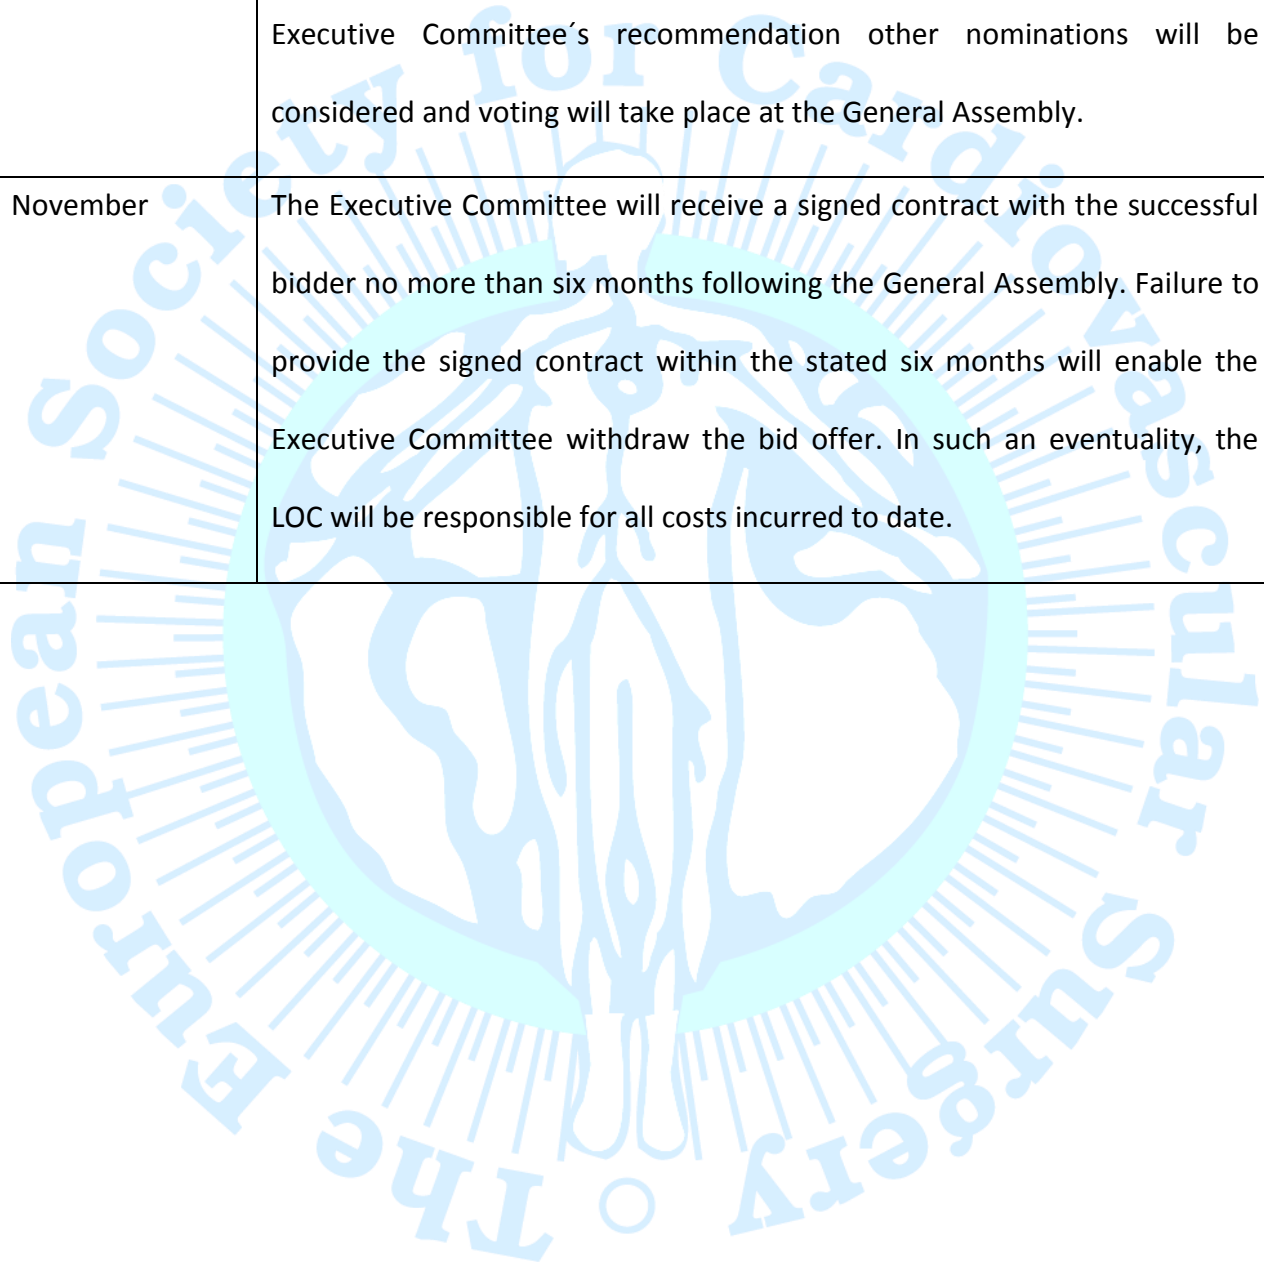 Executive Committee´s recommendation other nominations will be
considered and voting will take place at the General Assembly.
November
The Executive Committee will receive a signed contract with the successful
bidder no more than six months following the General Assembly. Failure to
provide the signed contract within the stated six months will enable the
Executive Committee withdraw the bid offer. In such an eventuality, the
LOC will be responsible for all costs incurred to date.
The European Society for Cardiovascular Surgery